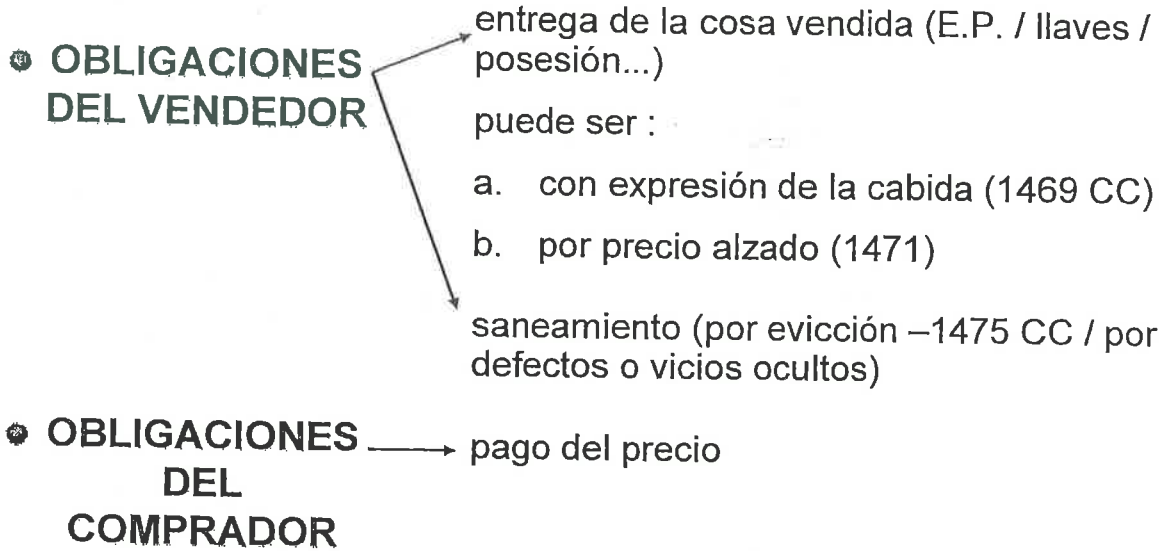 OBLIGACIONES
DEL VENDEDOR
entrega de la cosa vendida (E.P. / llaves /
posesión...)
puede ser :
a. con expresión de la cabida (1469 CC)
b. por precio alzado (1471)
saneamiento (por evicción –1475 CC / por
defectos o vicios ocultos)
OBLIGACIONES
DEL
COMPRADOR
pago del precio